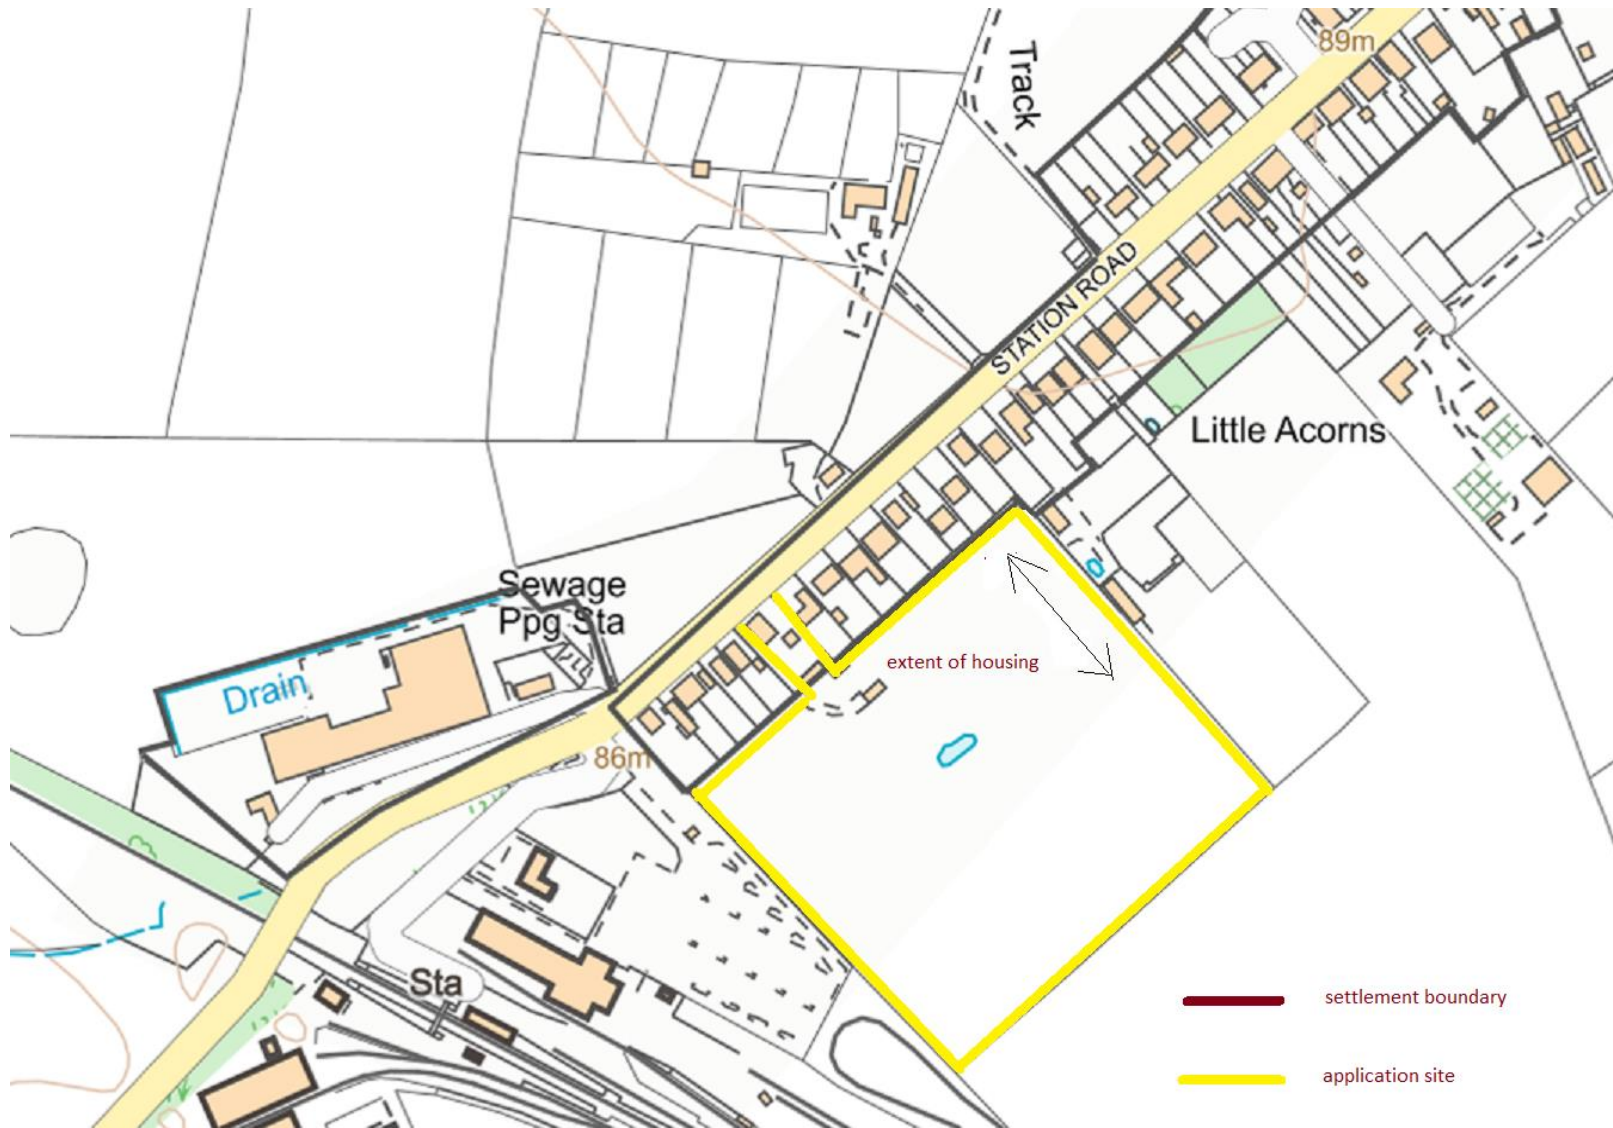 89m
Track
STATION ROAD
Little Acorns
Sewage
Ppg Sta
extent of housing
Drain
86m
Sta
settlement boundary
application site